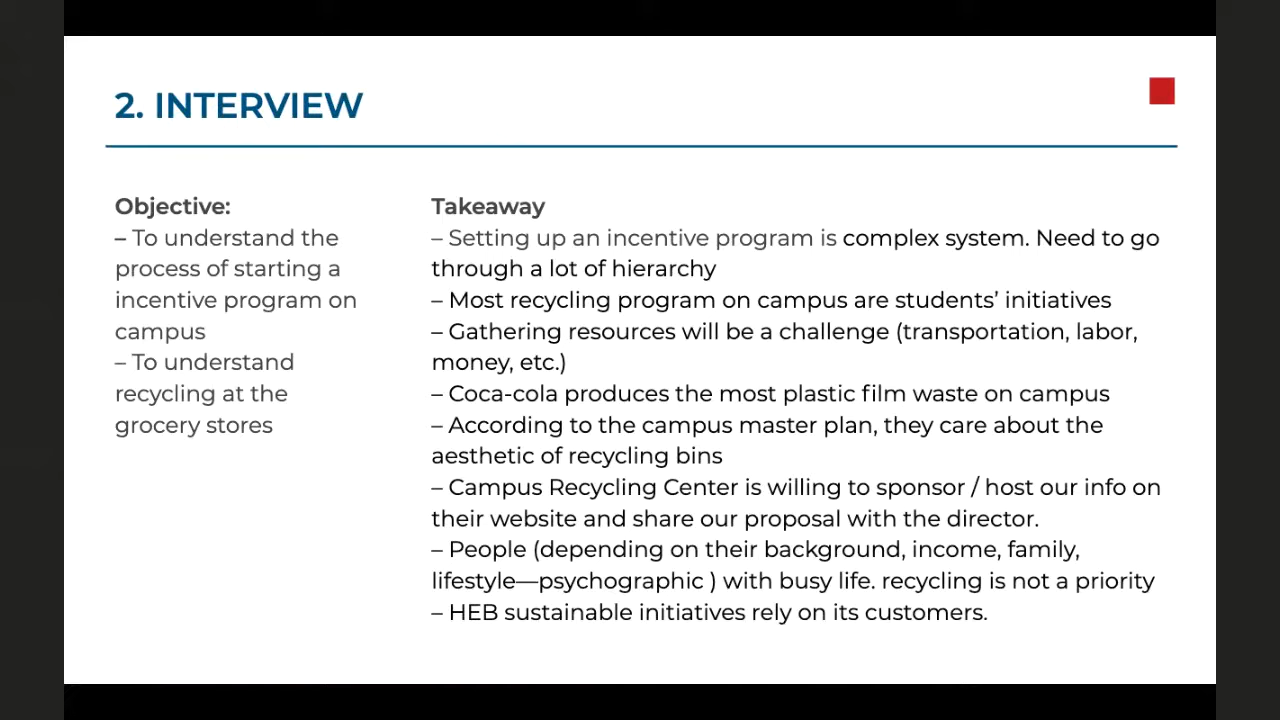 2. INTERVIEW
Objective:
– To understand the
process of starting a
incentive program on
campus
– To understand
recycling at the
grocery stores
Takeaway
– Setting up an incentive program is complex system. Need to go
through a lot of hierarchy
– Most recycling program on campus are students’ initiatives
– Gathering resources will be a challenge (transportation, labor,
money, etc.)
– Coca-cola produces the most plastic film waste on campus
– According to the campus master plan, they care about the
aesthetic of recycling bins
– Campus Recycling Center is willing to sponsor / host our info on
their website and share our proposal with the director.
– People (depending on their background, income, family,
lifestyle—psychographic ) with busy life. recycling is not a priority
– HEB sustainable initiatives rely on its customers.